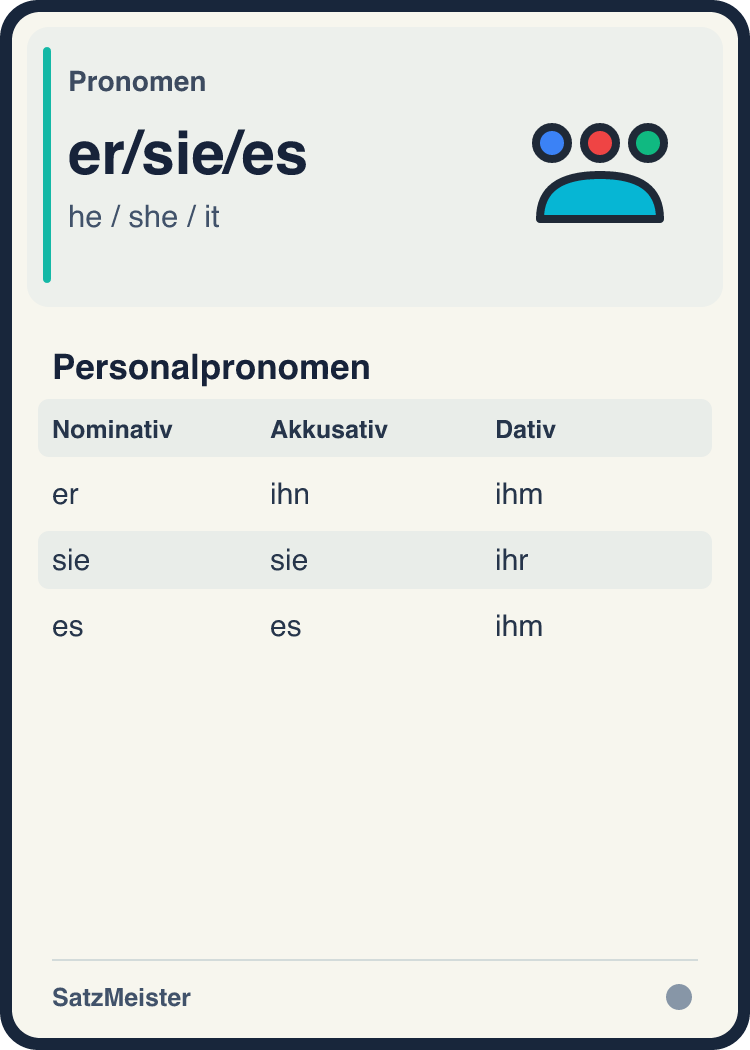 Pronomen
er/sie/es
he / she / it
Personalpronomen
Nominativ Akkusativ Dativ
er ihn ihm
sie sie ihr
es es ihm
SatzMeister